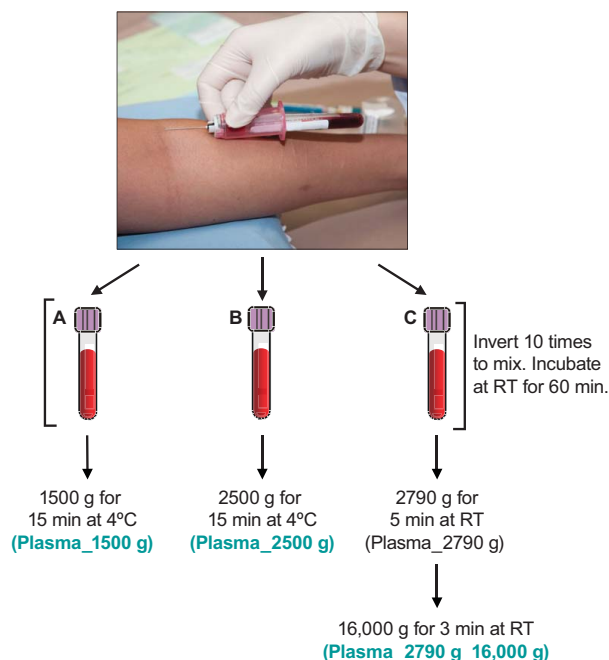 A
B
C
Invert 10 times
to mix. Incubate
at RT for 60 min.
1500 g for
15 min at 4ºC
(Plasma_1500 g)
2500 g for
15 min at 4ºC
(Plasma_2500 g)
2790 g for
5 min at RT
(Plasma_2790 g)
16,000 g for 3 min at RT
(Plasma_2790 g_16,000 g)